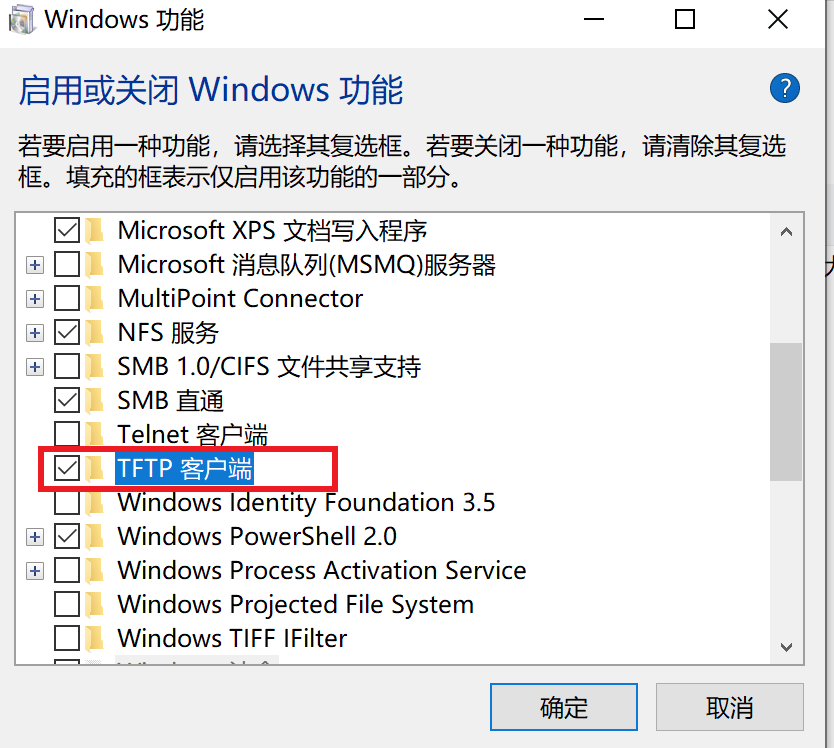 Windows 功能
启用或关闭 Windows 功能
若要启用一种功能，请选择其复选框。若要关闭一种功能，请清除其复选
框。填充的框表示仅启用该功能的一部分。
Microsoft XPS 文档写入程序
Microsoft 消息队列(MSMQ)服务器
MultiPoint Connector
NFS 服务
SMB 1.0/CIFS 文件共享支持
SMB 直通
Telnet 客户端
TFTP 客户端
Windows Identity Foundation 3.5
Windows PowerShell 2.0
Windows Process Activation Service
Windows Projected File System
Windows TIFF IFilter
确定
取消